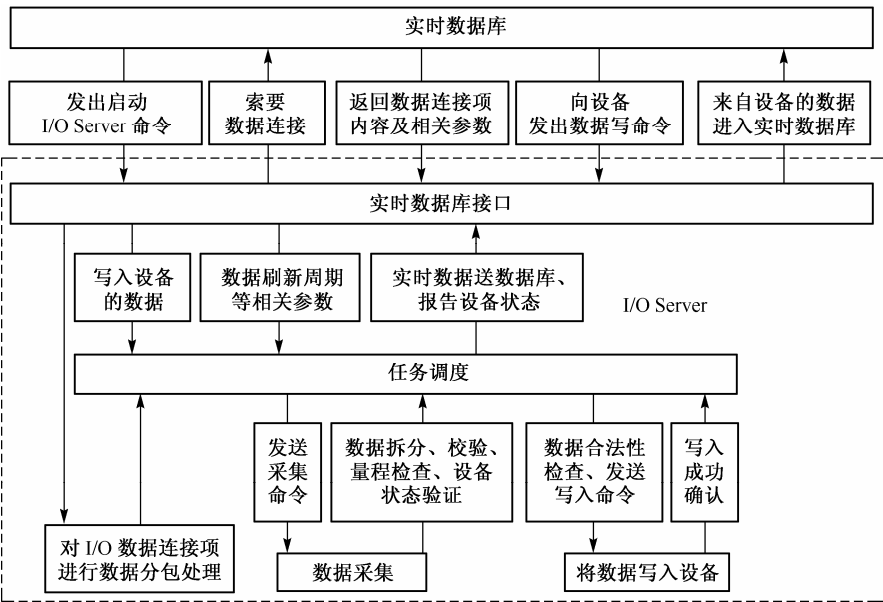 实时数据库
发出启动
I/O Server 命令
索要
数据连接
返回数据连接项
内容及相关参数
向设备
发出数据写命令
来自设备的数据
进入实时数据库
实时数据库接口
写入设备
的数据
数据刷新周期
等相关参数
实时数据送数据库、
报告设备状态
I/O Server
任务调度
发送
采集
命令
数据拆分、校验、
量程检查、设备
状态验证
数据合法性
检查、发送
写入命令
写入
成功
确认
对 I/O 数据连接项
进行数据分包处理
数据采集
将数据写入设备